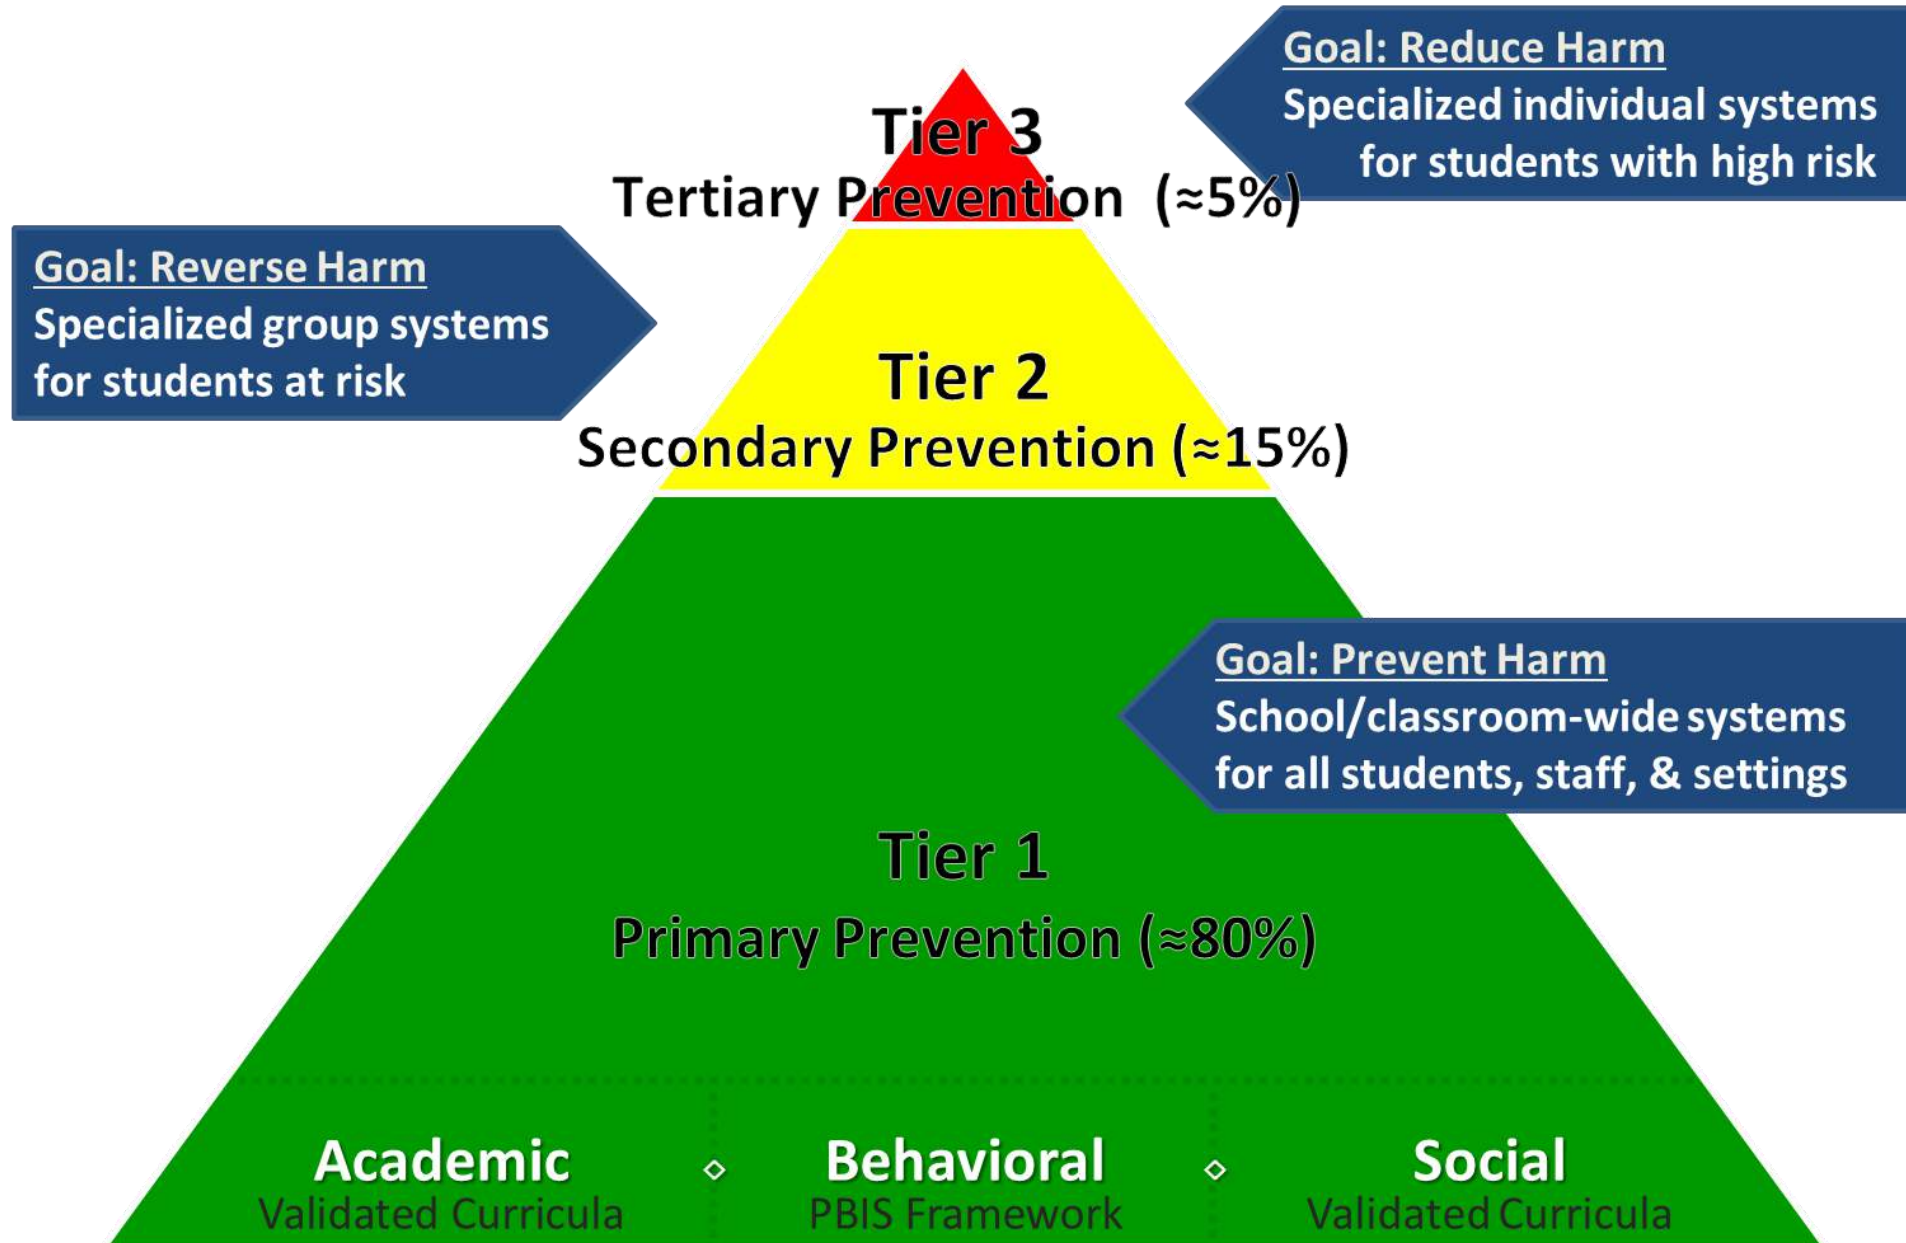 Goal: Reduce Harm
Specialized individual systems
for students with high risk
Tier 3
Tertiary Prevention (≈5%)
Goal: Reverse Harm
Specialized group systems
for students at risk
Tier 2
Secondary Prevention (≈15%)
Goal: Prevent Harm
School/classroom-wide systems
for all students, staff, & settings
Tier 1
Primary Prevention (≈80%)
Academic
Validated Curricula
Behavioral
PBIS Framework
Social
Validated Curricula